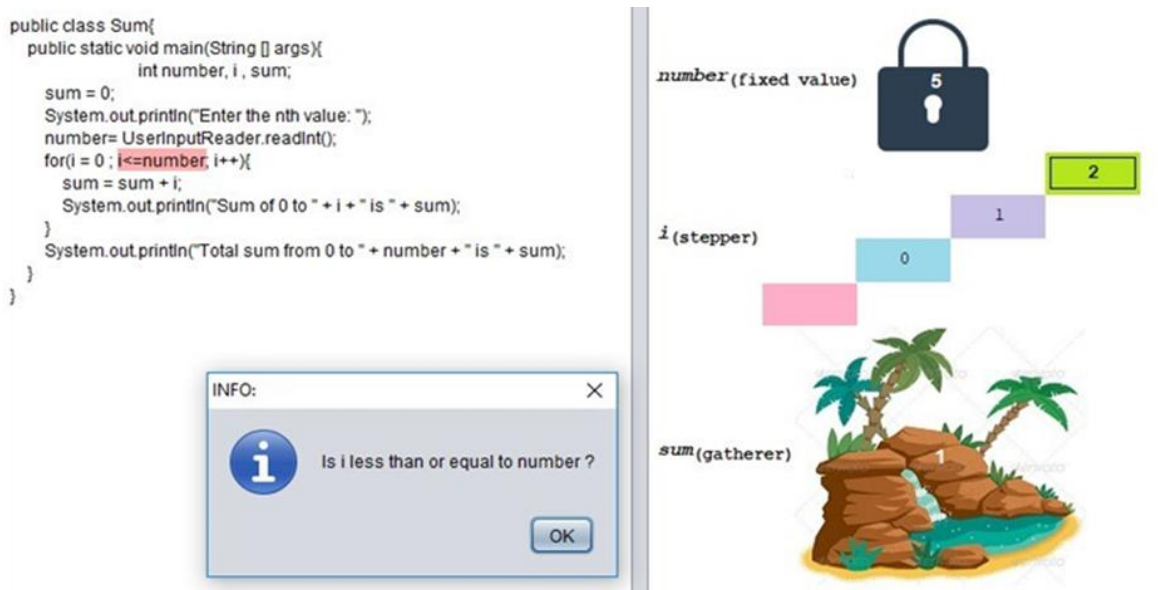 public class Sum{
public static void main(String [] args){
int number, i , sum;
sum = 0;
System.out.println("Enter the nth value: ");
number= UserInputReader.readInt();
for(i = 0 ; i<=number; i++){
sum = sum + i;
System.out.println("Sum of 0 to " + i + " is " + sum);
}
System.out.println("Total sum from 0 to " + number + " is " + sum);
}
}
INFO:
Is i less than or equal to number ?
OK
number(fixed value)
5
2
1
i(stepper)
0
sum(gatherer)
1